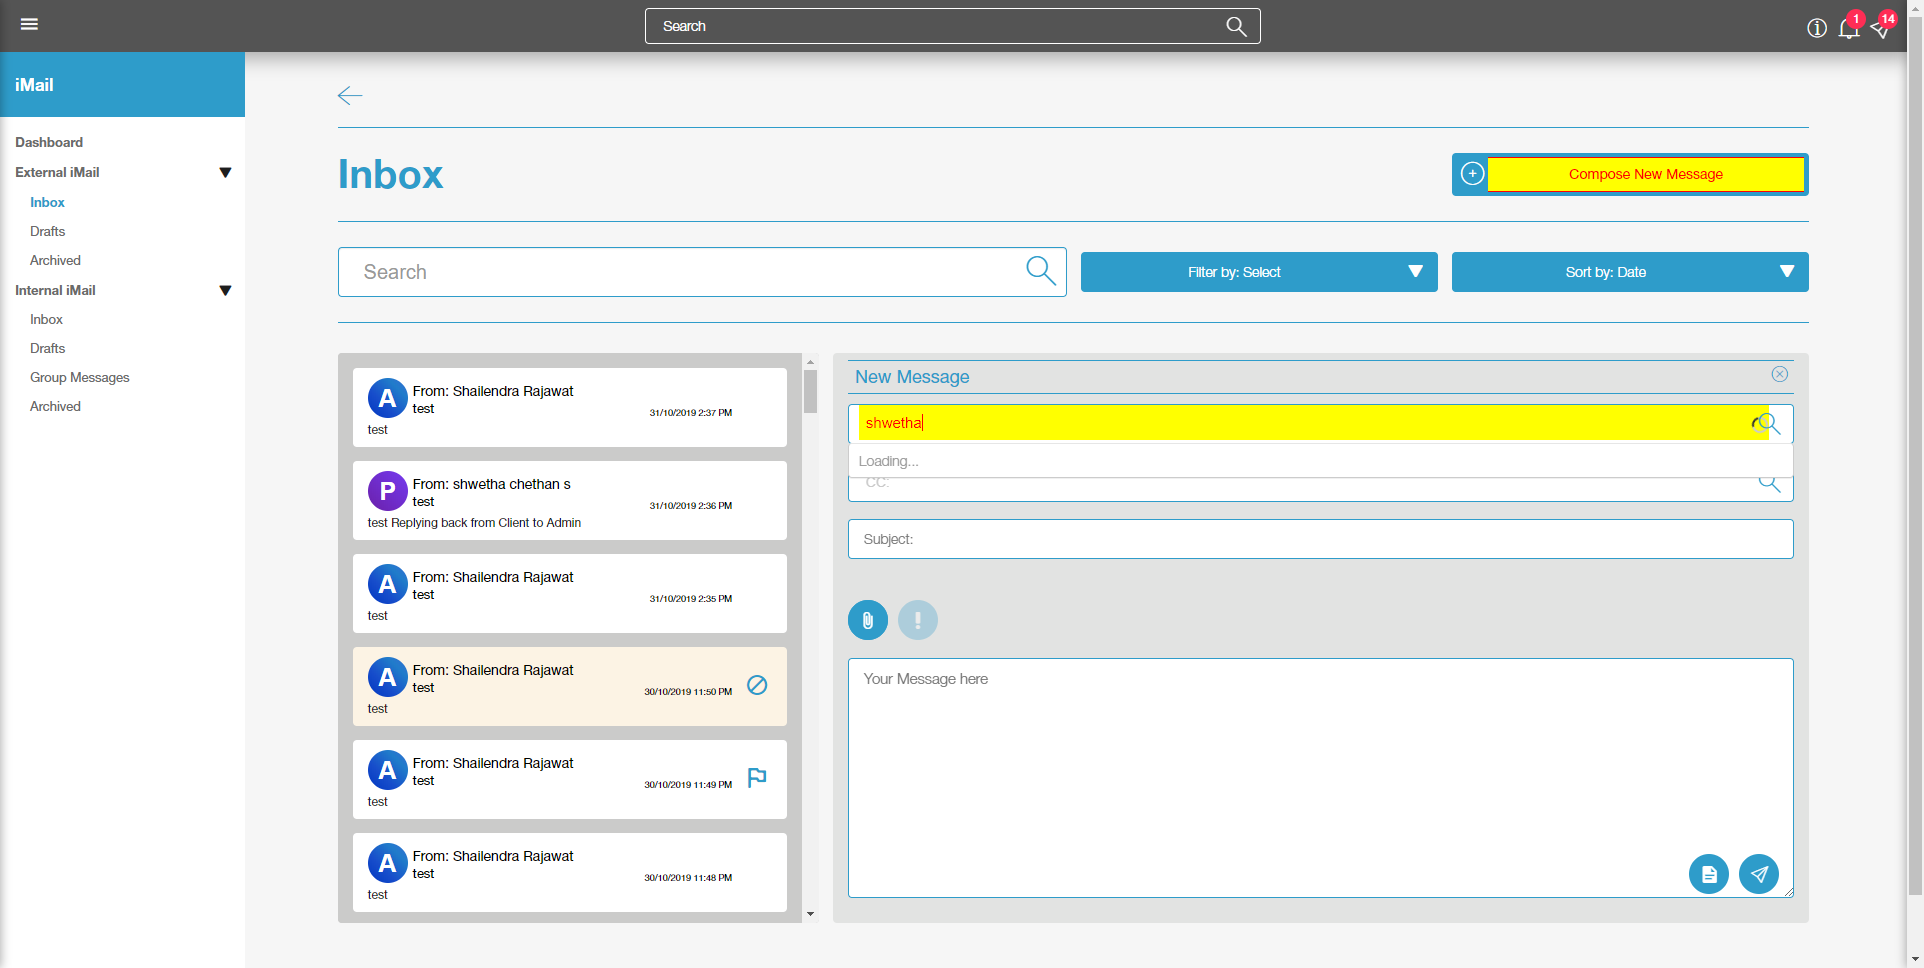 Search
1
14
iMail
Dashboard
External iMail
Inbox
Drafts
Archived
Internal iMail
Inbox
Drafts
Group Messages
Archived
Inbox
Compose New Message
Search
Filter by: Select
Sort by: Date
A
From: Shailendra Rajawat
test
31/10/2019 2:37 PM
test
P
From: shwetha chethan s
test
31/10/2019 2:36 PM
test Replying back from Client to Admin
A
From: Shailendra Rajawat
test
31/10/2019 2:35 PM
test
A
From: Shailendra Rajawat
test
30/10/2019 11:50 PM
test
A
From: Shailendra Rajawat
test
30/10/2019 11:49 PM
test
A
From: Shailendra Rajawat
test
30/10/2019 11:48 PM
test
New Message
shwetha
Loading...
CC:
Subject:
Your Message here